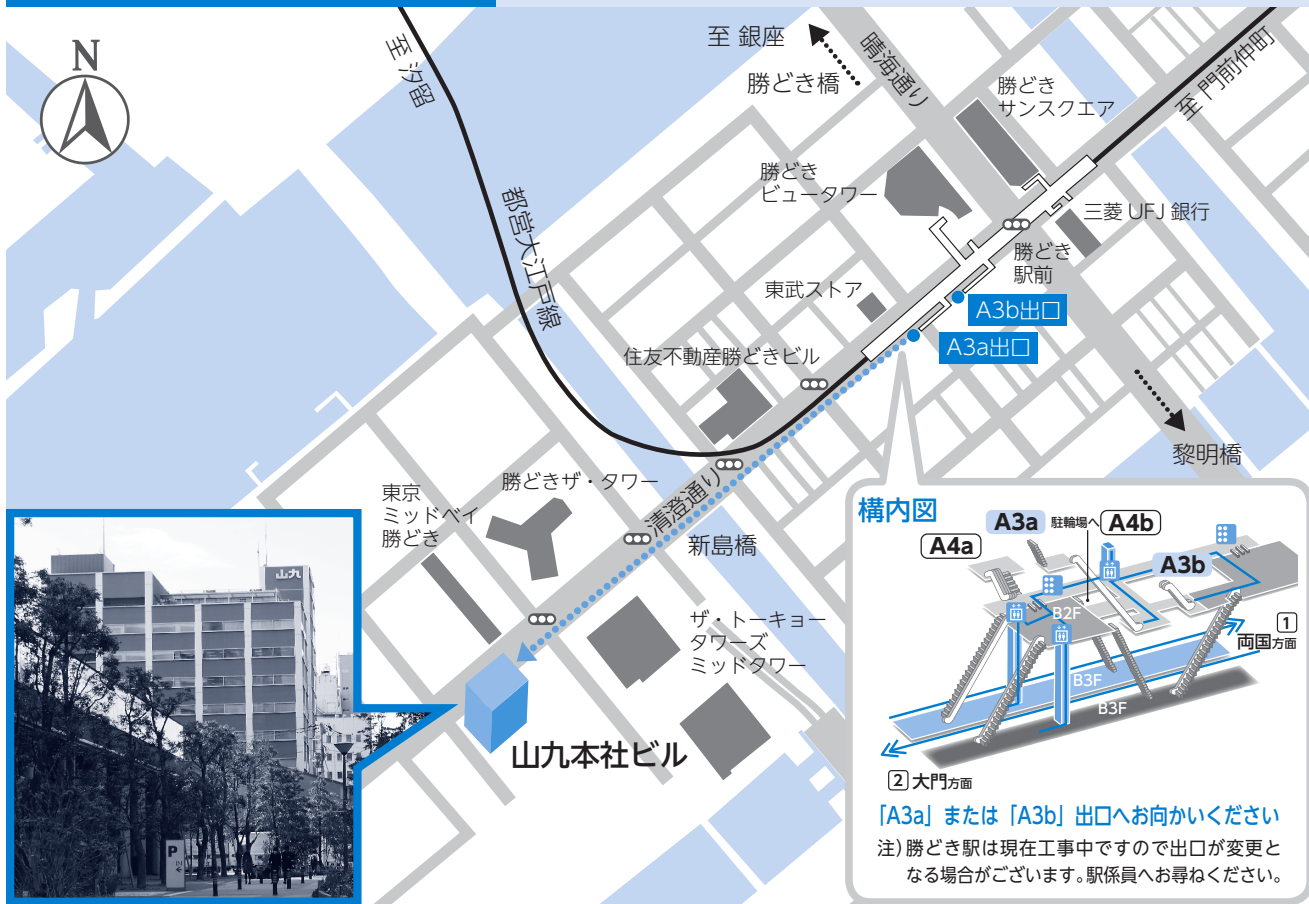 N
至 汐留
至 銀座
勝どき橋
晴海通り
勝どき
サンスクエア
至 門前仲町
勝どき
ビュータワー
三菱 UFJ 銀行
都営大江戸線
勝どき
駅前
東武ストア
A3b出口
A3a出口
住友不動産勝どきビル
黎明橋
清澄通り
勝どきザ・タワー
東京
ミッドベイ
勝どき
新島橋
ザ・トーキョー
タワーズ
ミッドタワー
山九本社ビル
山九
P
IN
構内図
A3a
駐輪場へ
A4b
A4a
A3b
B2F
1
両国方面
B3F
B3F
2 大門方面
「A3a」または「A3b」出口へお向かいください
注)勝どき駅は現在工事中ですので出口が変更と
なる場合がございます。駅係員へお尋ねください。